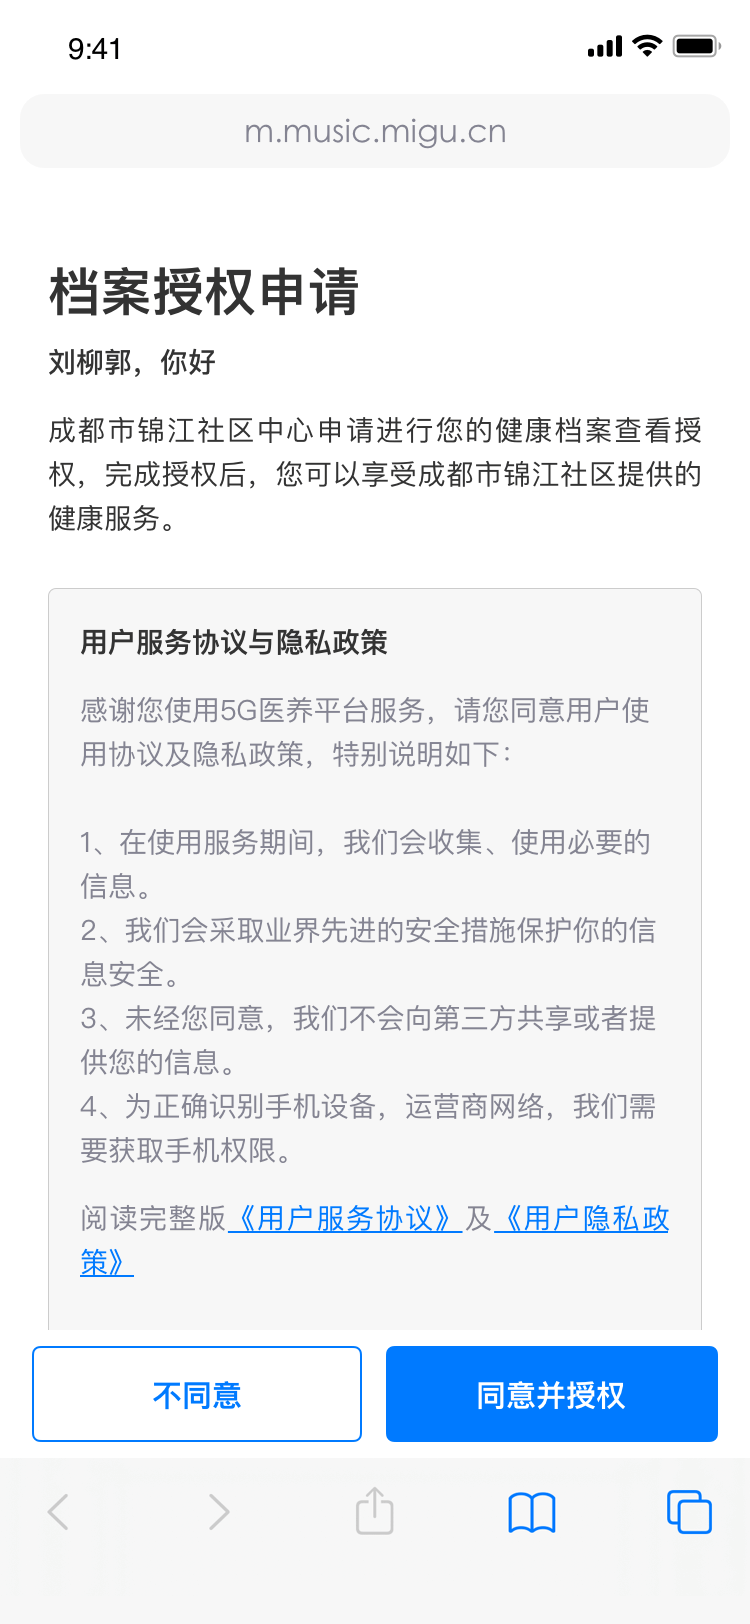 9:41
m.music.migu.cn
档案授权申请
刘柳郭，你好
成都市锦江社区中心申请进行您的健康档案查看授
权，完成授权后，您可以享受成都市锦江社区提供的
健康服务。
用户服务协议与隐私政策
感谢您使用5G医养平台服务，请您同意用户使
用协议及隐私政策，特别说明如下：
1、在使用服务期间，我们会收集、使用必要的
信息。
2、我们会采取业界先进的安全措施保护你的信
息安全。
3、未经您同意，我们不会向第三方共享或者提
供您的信息。
4、为正确识别手机设备，运营商网络，我们需
要获取手机权限。
阅读完整版《用户服务协议》及《用户隐私政
策》
不同意
同意并授权